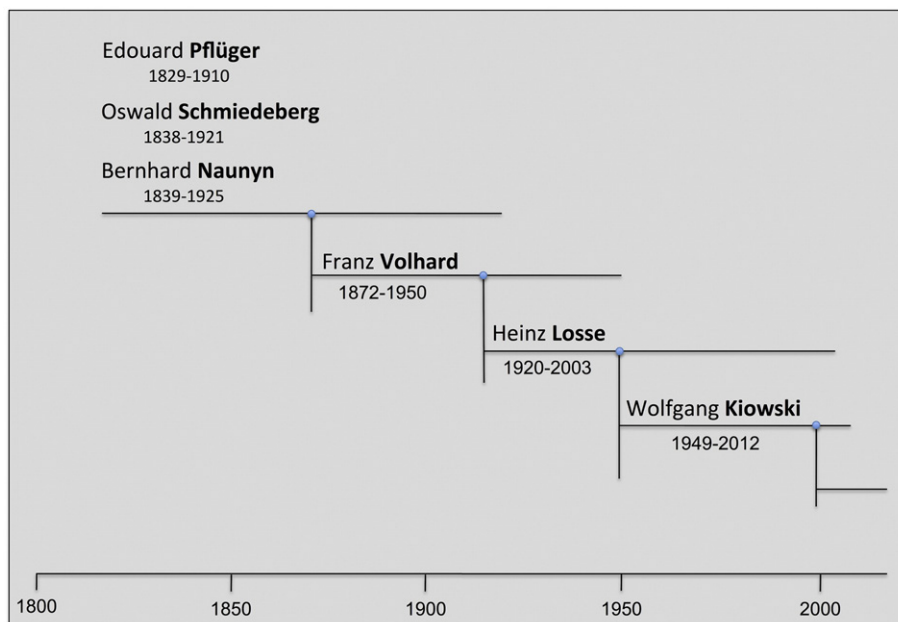 Edouard Pflüger
1829-1910
Oswald Schmiedeberg
1838-1921
Bernhard Naunyn
1839-1925
Franz Volhard
1872-1950
Heinz Losse
1920-2003
Wolfgang Kiowski
1949-2012
1800 1850 1900 1950 2000